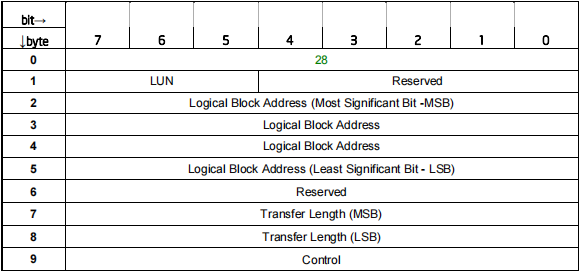 bit→
↓byte 7 6 5 4 3 2 1 0
0 28
1 LUN Reserved
2 Logical Block Address (Most Significant Bit -MSB)
3 Logical Block Address
4 Logical Block Address
5 Logical Block Address (Least Significant Bit - LSB)
6 Reserved
7 Transfer Length (MSB)
8 Transfer Length (LSB)
9 Control